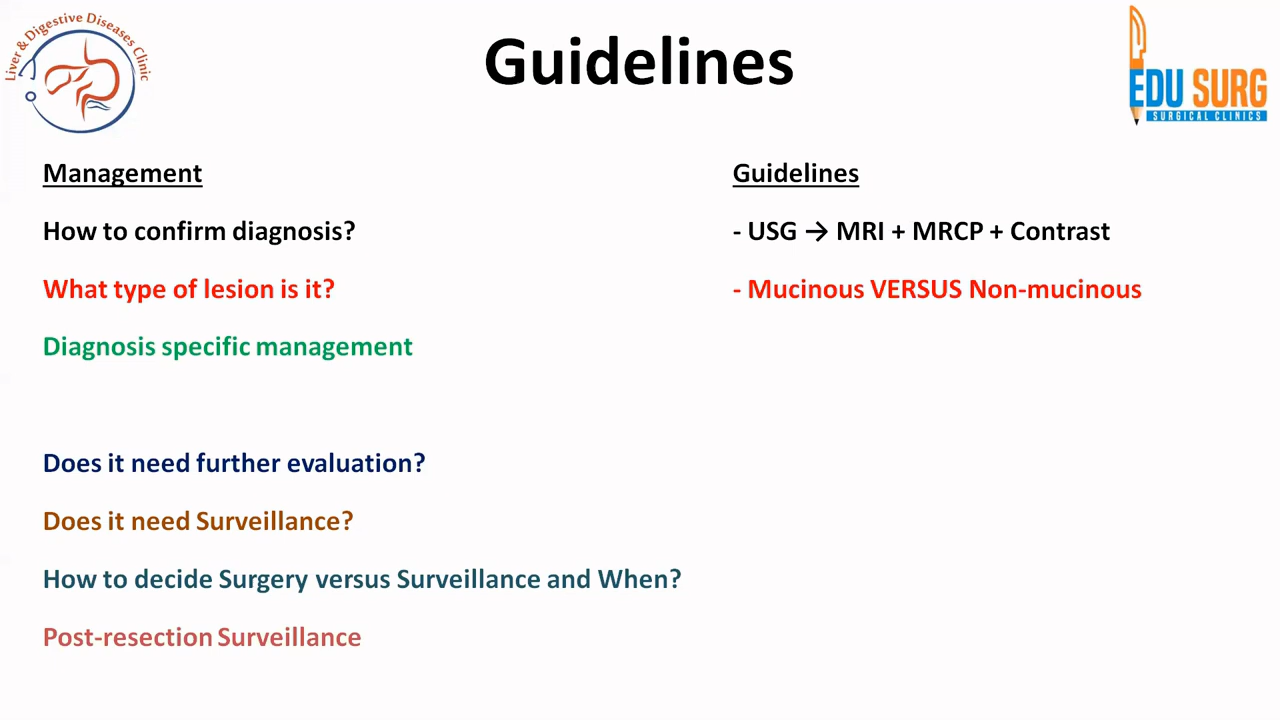 Liver & Digestive Diseases Clinic
Guidelines
EDU SURG
SURGICAL CLINICS
Management
Guidelines
How to confirm diagnosis?
- USG → MRI + MRCP + Contrast
What type of lesion is it?
- Mucinous VERSUS Non-mucinous
Diagnosis specific management
Does it need further evaluation?
Does it need Surveillance?
How to decide Surgery versus Surveillance and When?
Post-resection Surveillance